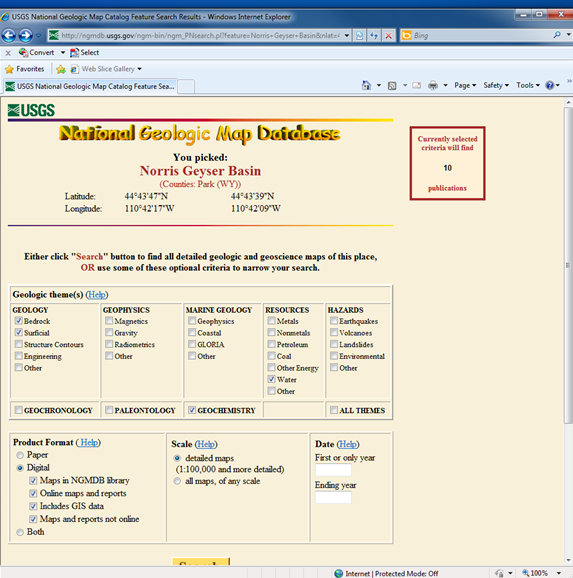 USGS National Geologic Map Catalog Feature Search Results - Windows Internet Explorer
http://ngmdb.usgs.gov/ngm-bin/ngm_PNsearch.pl?feature=Norris+Geyser+Basin&nlat=
Bing
x Convert Select
Favorites Web Slice Gallery
USGS National Geologic Map Catalog Feature Sea...
Page Safety Tools
USGS
National Geologic Map Database
You picked:
Norris Geyser Basin
(Counties: Park (WY))
Latitude: 44°43'47"N 44°43'39"N
Longitude: 110°42'17"W 110°42'09"W
Currently selected
criteria will find
10
publications
Either click "Search" button to find all detailed geologic and geoscience maps of this place,
OR use some of these optional criteria to narrow your search.
Geologic theme(s) (Help)
GEOLOGY GEOPHYSICS MARINE GEOLOGY RESOURCES HAZARDS
Bedrock Magnetics Geophysics Metals Earthquakes
Surficial Gravity Coastal Nonmetals Volcanoes
Structure Contours Radiometrics GLORIA Petroleum Landslides
Engineering Other Other Coal Environmental
Other Other Energy Other
Water
Other
GEOCHRONOLOGY PALEONTOLOGY GEOCHEMISTRY ALL THEMES
Product Format (Help)
Paper
Digital
Maps in NGMDB library
Online maps and reports
Includes GIS data
Maps and reports not online
Both
Scale (Help)
detailed maps
(1:100,000 and more detailed)
all maps, of any scale
Date (Help)
First or only year
Ending year
Search
Internet | Protected Mode: Off 100%